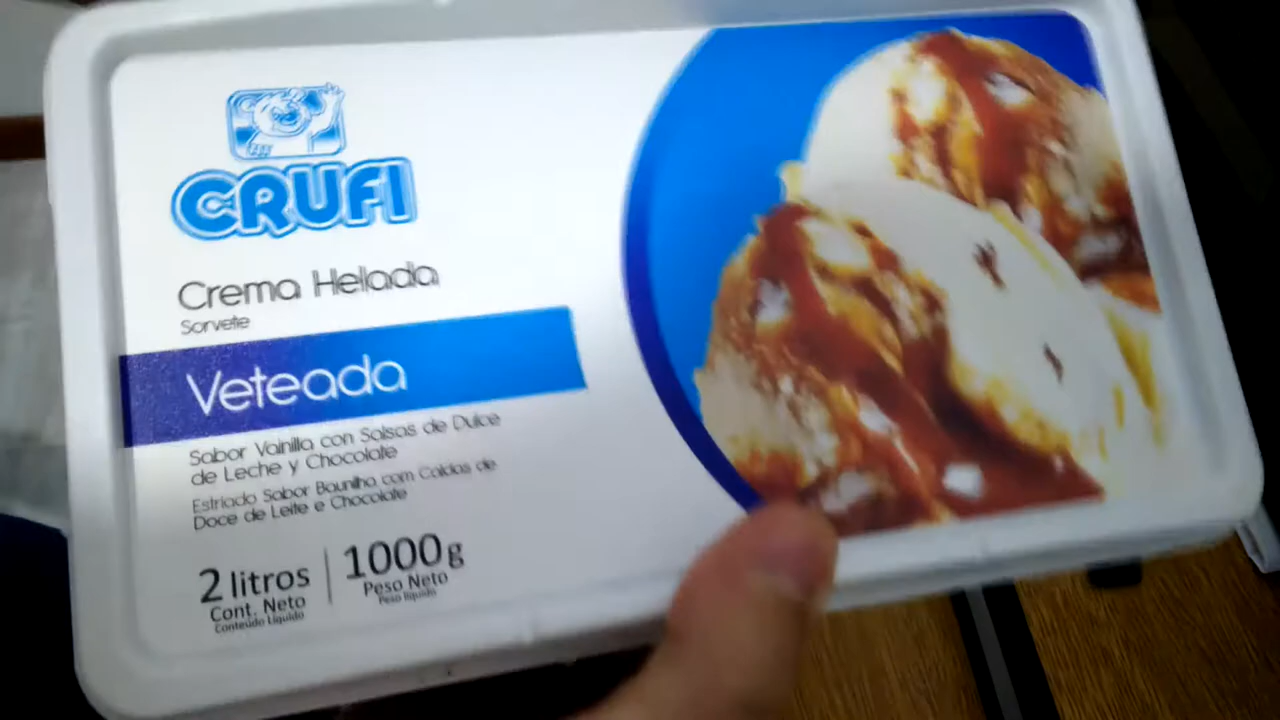 CRUFI
Crema Helada
Sorvete
Veteada
Sabor Vainilla con Salsas de Dulce
de Leche y Chocolate
Estriado Sabor Baunilha com Caldas de
Doce de Leite e Chocolate
2 litros
Cont. Neto
Conteúdo Líquido
1000 g
Peso Neto
Peso líquido